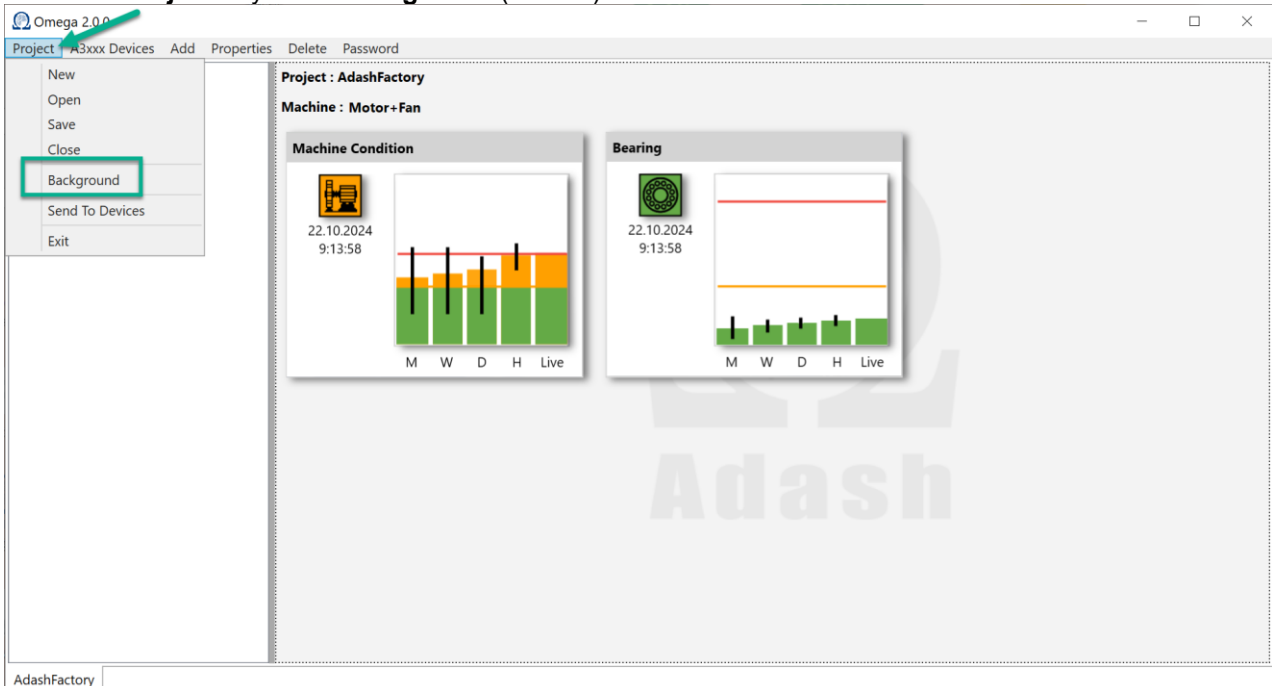 Omega 2.0.0
Project A3xxx Devices Add Properties Delete Password
New
Open
Save
Close
Background
Send To Devices
Exit
Project : AdashFactory
Machine : Motor+Fan
Machine Condition
22.10.2024
9:13:58
M W D H Live
Bearing
22.10.2024
9:13:58
M W D H Live
Adash
AdashFactory